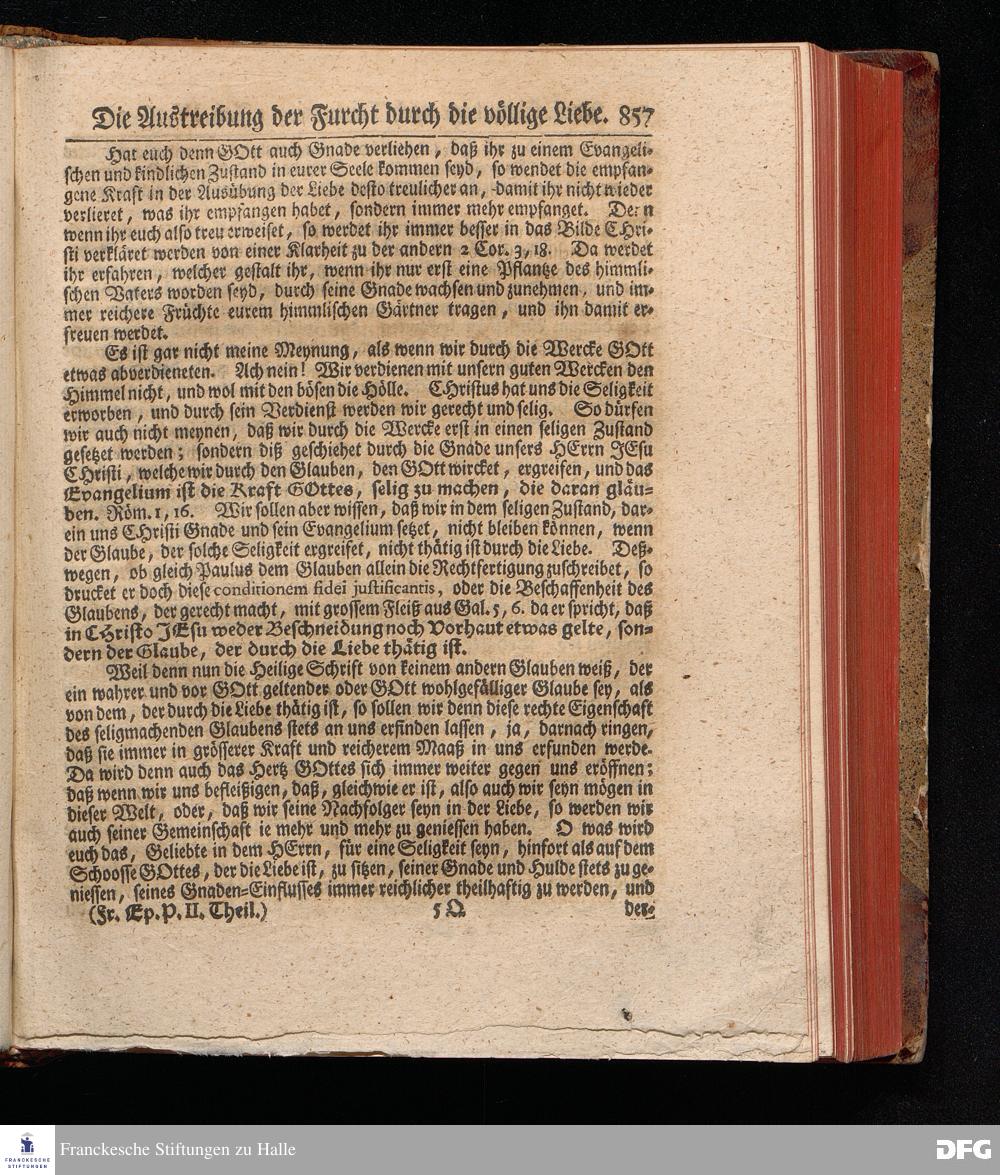 Die Austreibung der Furcht durch die völlige Liebe. 857
Hat euch denn GOtt auch Gnade verliehen, daß ihr zu einem Evangeli-
schen und kindlichen Zustand in eurer Seele kommen seyd, so wendet die empfan-
gene Kraft in der Ausübung der Liebe desto treulicher an, damit ihr nicht wieder
verlieret, was ihr empfangen habet, sondern immer mehr empfanget. Denn
wenn ihr euch also treu erweiset, so werdet ihr immer besser in das Bilde CHri-
sti verkläret werden von einer Klarheit zu der andern 2 Cor. 3, 18. Da werdet
ihr erfahren, welcher gestalt ihr, wenn ihr nur erst eine Pflantze des himmli-
schen Vaters worden seyd, durch seine Gnade wachsen und zunehmen, und im-
mer reichere Früchte eurem himmlischen Gärtner tragen, und ihn damit er-
freuen werdet.
Es ist gar nicht meine Meynung, als wenn wir durch die Wercke GOtt
etwas abverdieneten. Ach nein! Wir verdienen mit unsern guten Wercken den
Himmel nicht, und wol mit den bösen die Hölle. CHristus hat uns die Seligkeit
erworben, und durch sein Verdienst werden wir gerecht und selig. So dürfen
wir auch nicht meynen, daß wir durch die Wercke erst in einen seligen Zustand
gesetzet werden; sondern diß geschiehet durch die Gnade unsers HErrn JEsu
CHristi, welche wir durch den Glauben, den GOtt wircket, ergreifen, und das
Evangelium ist die Kraft GOttes, selig zu machen, die daran gläu-
ben. Röm. 1, 16. Wir sollen aber wissen, daß wir in dem seligen Zustand, dar-
ein uns CHristi Gnade und sein Evangelium setzet, nicht bleiben können, wenn
der Glaube, der solche Seligkeit ergreifet, nicht thätig ist durch die Liebe. Deß-
wegen, ob gleich Paulus dem Glauben allein die Rechtfertigung zuschreibet, so
drucket er doch diese conditionem fidei justificantis, oder die Beschaffenheit des
Glaubens, der gerecht macht, mit grossem Fleiß aus Gal. 5, 6. da er spricht, daß
in CHristo JEsu weder Beschneidung noch Vorhaut etwas gelte, son-
dern der Glaube, der durch die Liebe thätig ist.
Weil denn nun die Heilige Schrift von keinem andern Glauben weiß, der
ein wahrer und vor GOtt geltender oder GOtt wohlgefälliger Glaube sey, als
von dem, der durch die Liebe thätig ist, so sollen wir denn diese rechte Eigenschaft
des seligmachenden Glaubens stets an uns erfinden lassen, ja, darnach ringen,
daß sie immer in grösserer Kraft und reicherem Maaß in uns erfunden werde.
Da wird denn auch das Hertz GOttes sich immer weiter gegen uns eröffnen;
daß wenn wir uns befleißigen, daß, gleichwie er ist, also auch wir seyn mögen in
dieser Welt, oder, daß wir seine Nachfolger seyn in der Liebe, so werden wir
auch seiner Gemeinschaft ie mehr und mehr zu geniessen haben. O was wird
euch das, Geliebte in dem HErrn, für eine Seligkeit seyn, hinfort als auf dem
Schoosse GOttes, der die Liebe ist, zu sitzen, seiner Gnade und Hulde stets zu ge-
niessen, seines Gnaden-Einflusses immer reichlicher theilhaftig zu werden, und
(Fr. Ep. P. II. Theil.) 5 Q. der-
FRANCKESCHE
STIFTUNGEN
Franckesche Stiftungen zu Halle
DFG